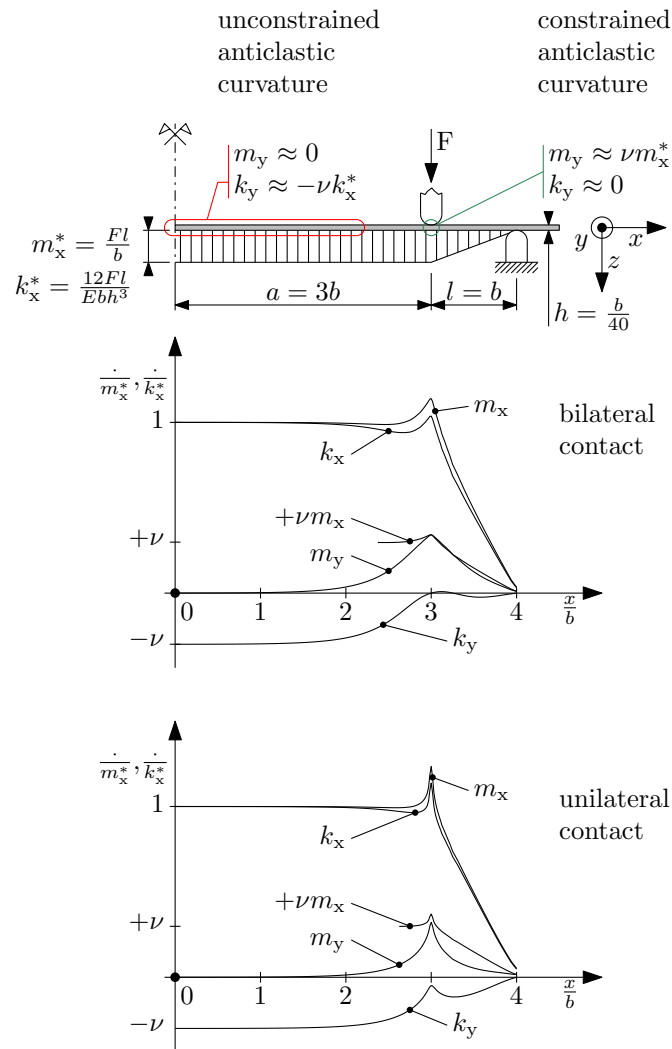 unconstrained
anticlastic
curvature
constrained
anticlastic
curvature
m_y ≈ 0
k_y ≈ −νk_x^*
F
m_y ≈ νm_x^*
k_y ≈ 0
m_x^* = Fl/b
k_x^* = 12Fl/Ebh³
y
x
z
a = 3b
l = b
h = b/40
·/m_x^*, ·/k_x^*
1
m_x
k_x
bilateral
contact
+νm_x
+ν
m_y
0
1
2
3
4
x/b
−ν
k_y
·/m_x^*, ·/k_x^*
m_x
1
k_x
unilateral
contact
+νm_x
+ν
m_y
0
1
2
3
4
x/b
−ν
k_y